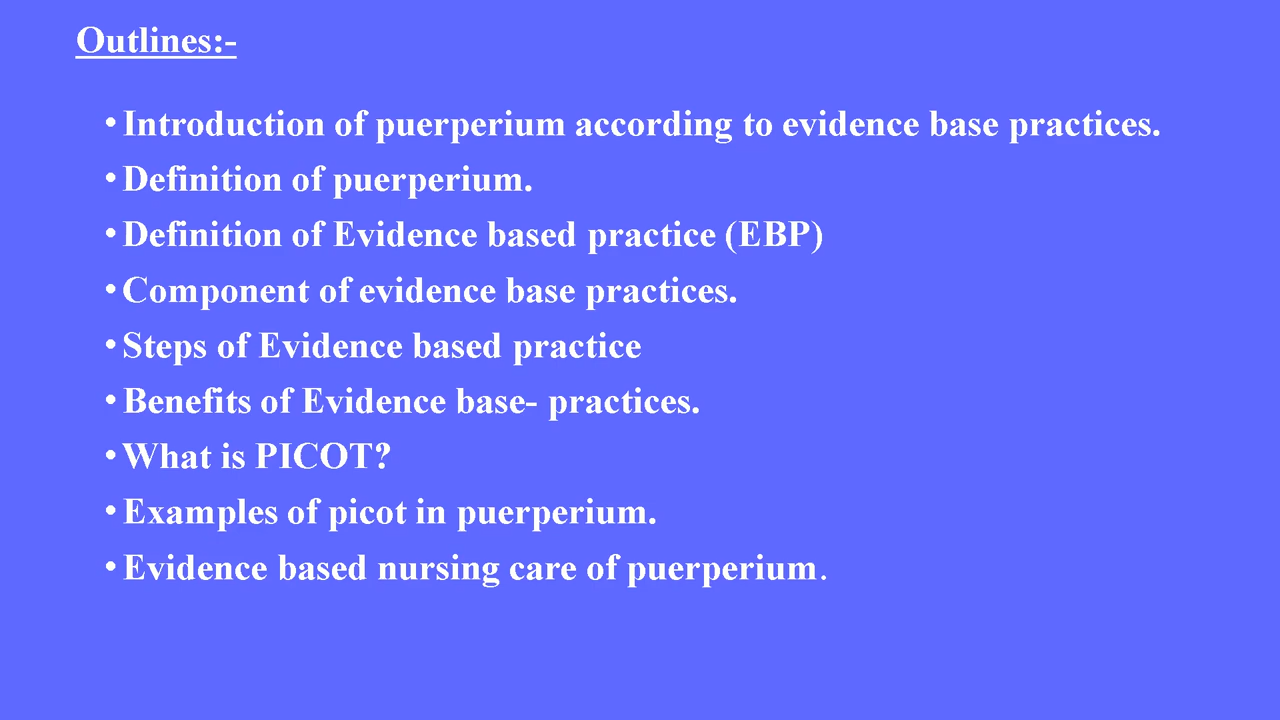 Outlines:-
• Introduction of puerperium according to evidence base practices.
• Definition of puerperium.
• Definition of Evidence based practice (EBP)
• Component of evidence base practices.
• Steps of Evidence based practice
• Benefits of Evidence base- practices.
• What is PICOT?
• Examples of picot in puerperium.
• Evidence based nursing care of puerperium.